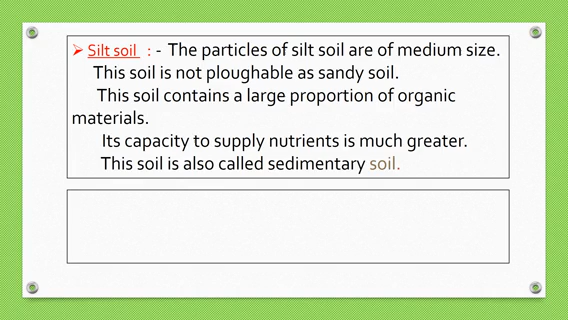 ➢ Silt soil : - The particles of silt soil are of medium size.
This soil is not ploughable as sandy soil.
This soil contains a large proportion of organic
materials.
Its capacity to supply nutrients is much greater.
This soil is also called sedimentary soil.